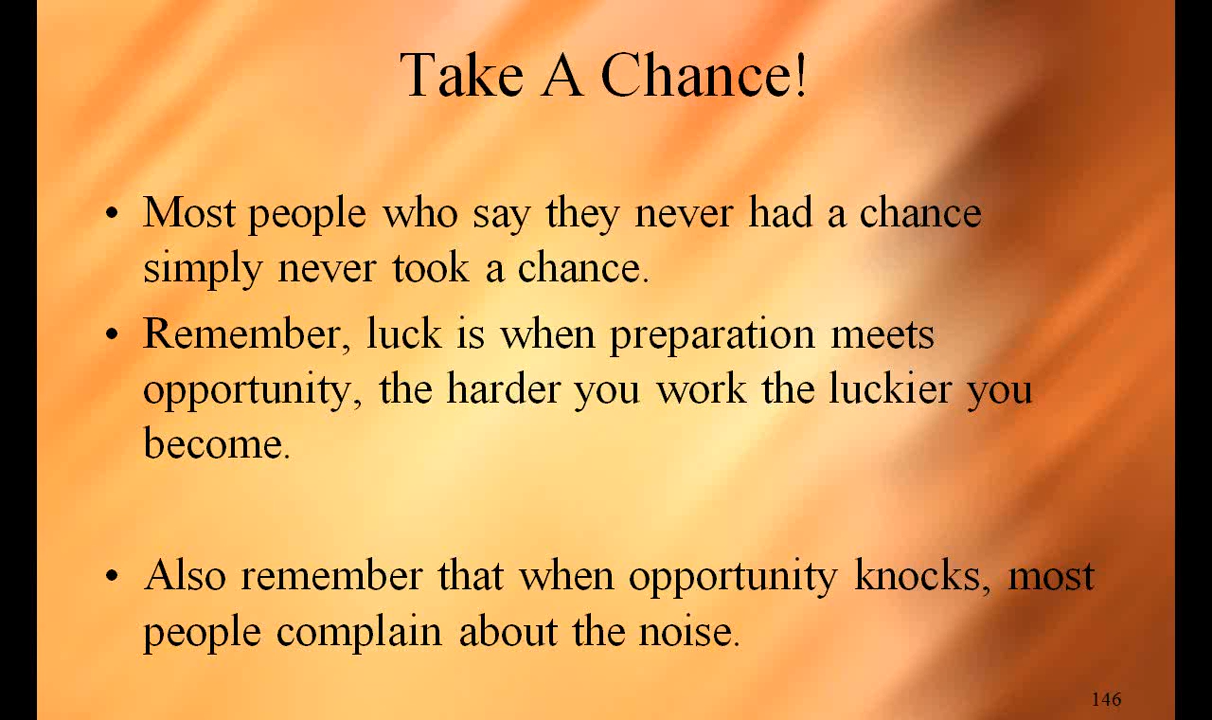 Take A Chance!
• Most people who say they never had a chance
simply never took a chance.
• Remember, luck is when preparation meets
opportunity, the harder you work the luckier you
become.
• Also remember that when opportunity knocks, most
people complain about the noise.
146